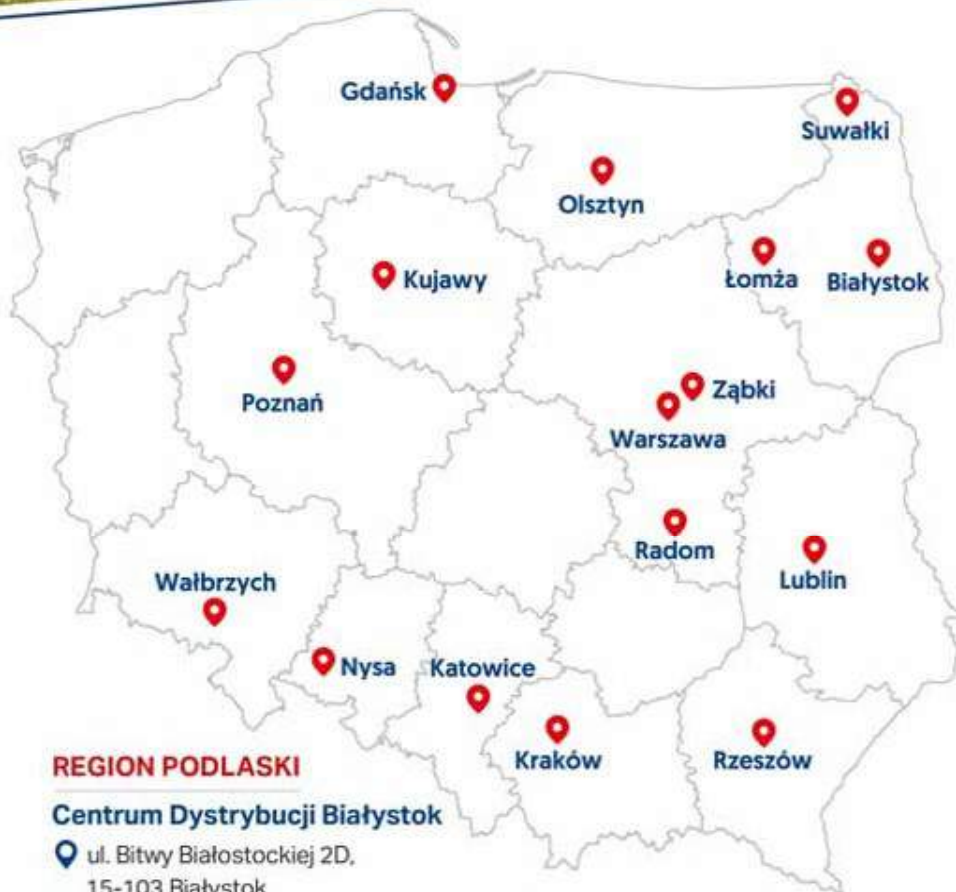 Gdańsk
Suwałki
Olsztyn
Kujawy
Łomża
Białystok
Poznań
Ząbki
Warszawa
Radom
Lublin
Wałbrzych
Nysa
Katowice
Kraków
Rzeszów
REGION PODLASKI
Centrum Dystrybucji Białystok
ul. Bitwy Białostockiej 2D,
15-103 Białystok